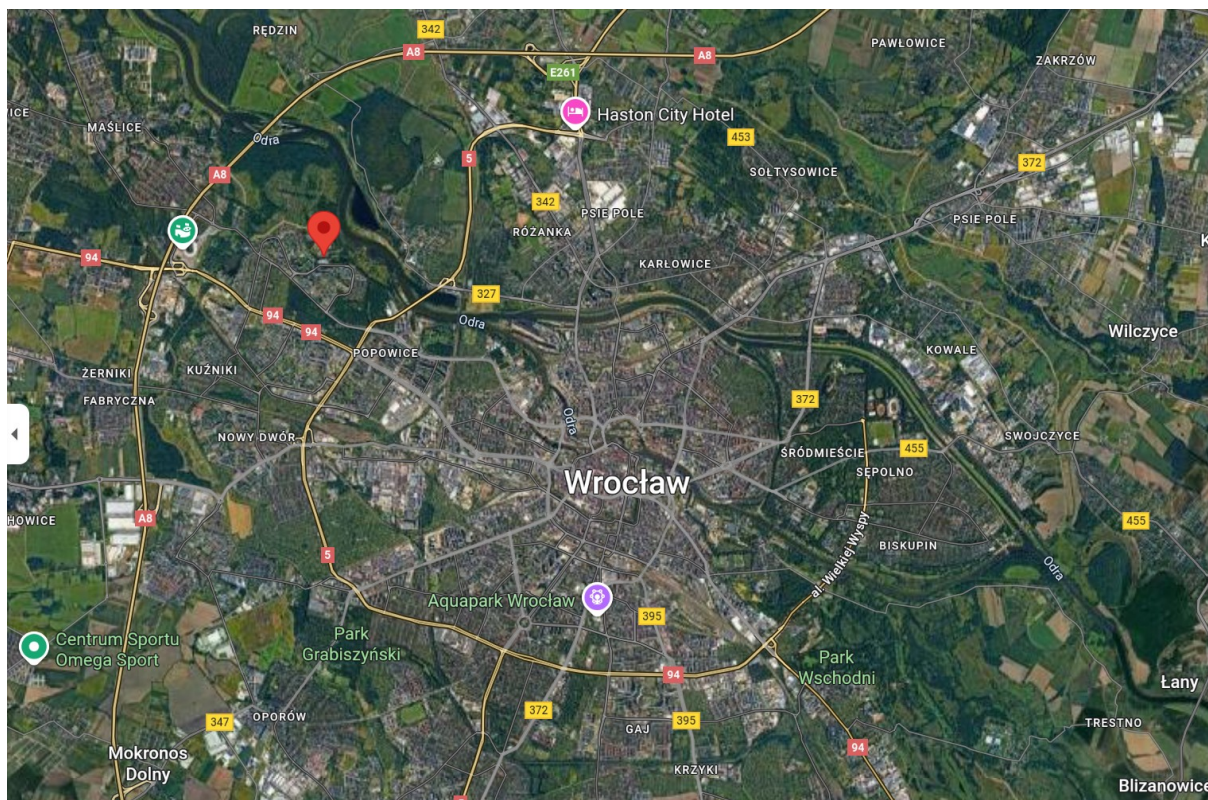 RĘDZIN
342
A8
A8
PAWŁOWICE
ZAKRZÓW
E261
Haston City Hotel
MAŚLICE
Odra
453
5
372
A8
SOŁTYSOWICE
342
PSIE POLE
PSIE POLE
RÓŻANKA
94
KARŁOWICE
327
94
Odra
94
Wilczyce
POPOWICE
KOWALE
KUŹNIKI
ŻERNIKI
FABRYCZNA
372
Odra
NOWY DWÓR
ŚRÓDMIEŚCIE
455
SWOJCZYCE
SĘPOLNO
Wrocław
HOWICE
A8
455
5
al. Wielkiej Wyspy
BISKUPIN
Odra
Aquapark Wrocław
395
Centrum Sportu
Omega Sport
Park
Grabiszyński
Park
Wschodni
94
Łany
347
OPORÓW
372
395
GAJ
TRESTNO
Mokronos
Dolny
94
KRZYKI
Blizanowice